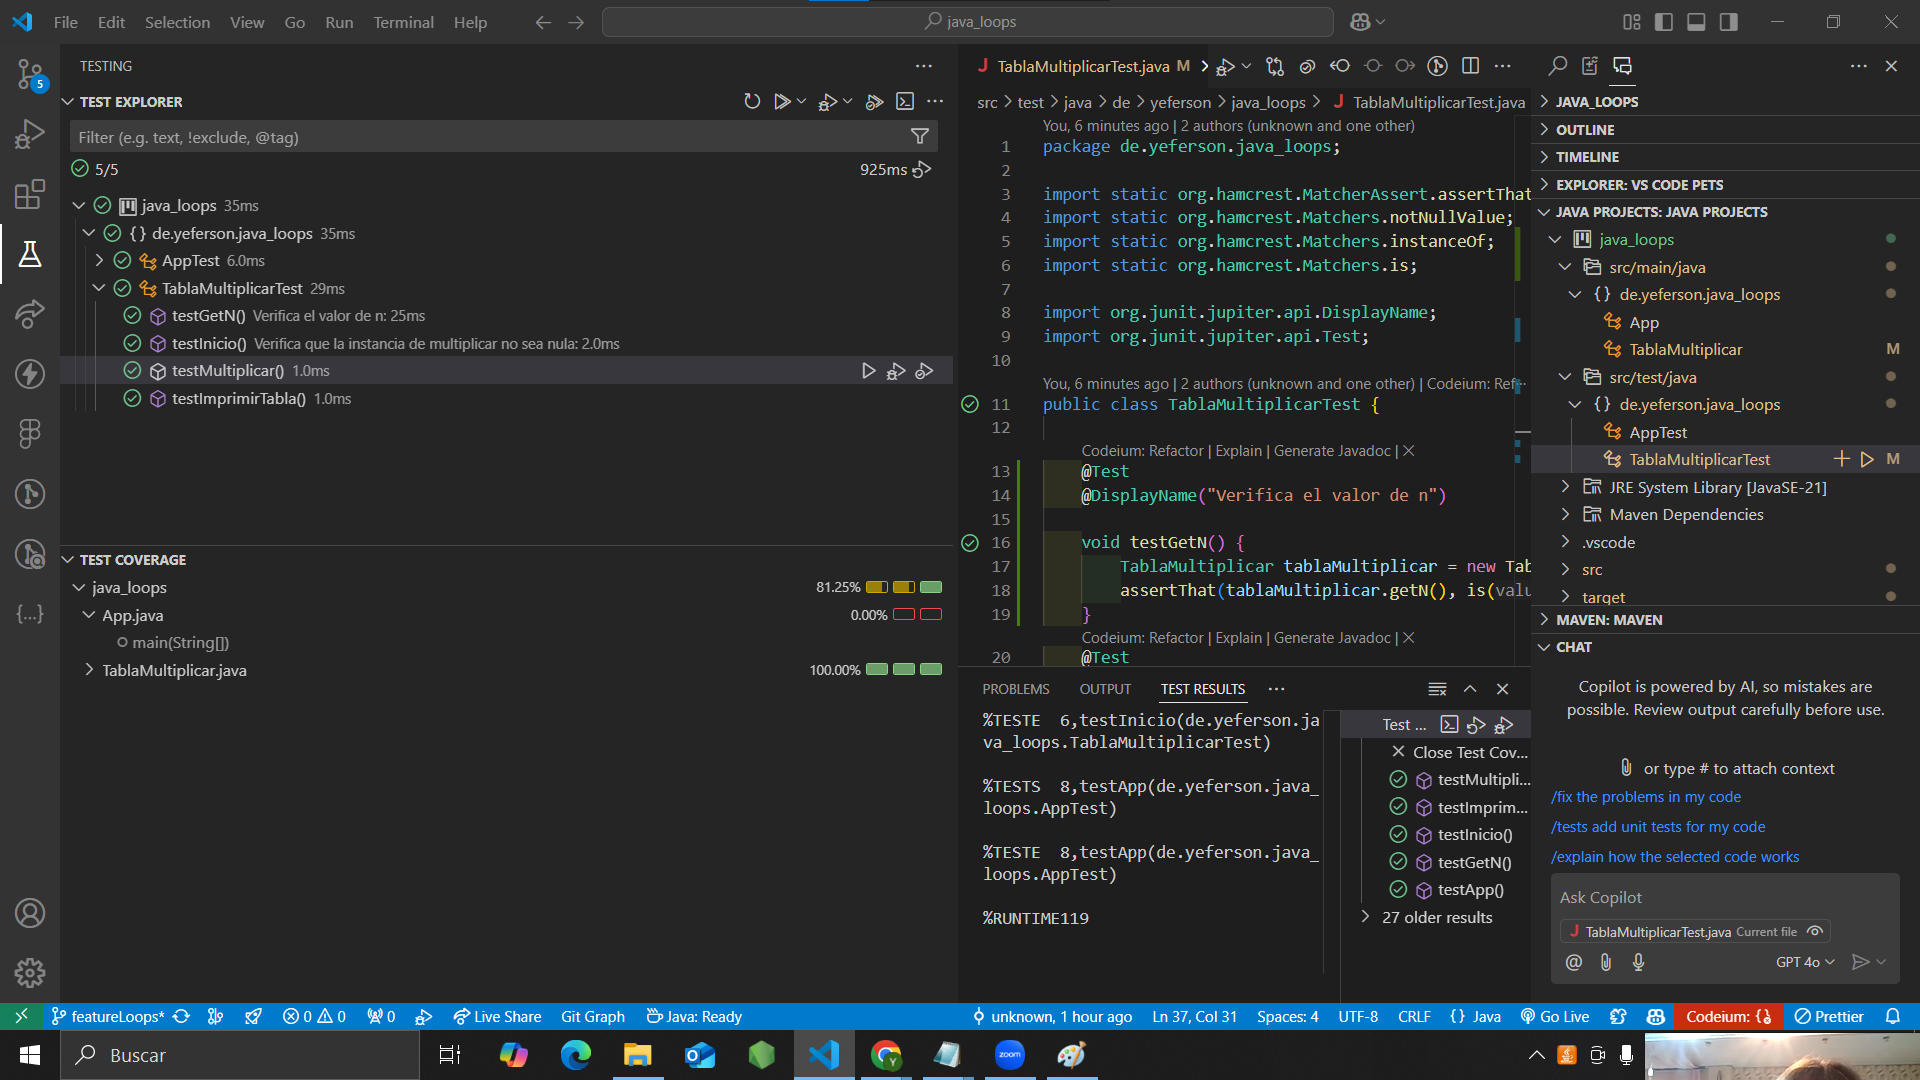 File Edit Selection View Go Run Terminal Help
java_loops
TESTING
TEST EXPLORER
Filter (e.g. text, !exclude, @tag)
5/5
925ms
java_loops 35ms
{ } de.yeferson.java_loops 35ms
AppTest 6.0ms
TablaMultiplicarTest 29ms
testGetN() Verifica el valor de n: 25ms
testInicio() Verifica que la instancia de multiplicar no sea nula: 2.0ms
testMultiplicar() 1.0ms
testImprimirTabla() 1.0ms
TEST COVERAGE
java_loops 81.25%
App.java 0.00%
main(String[])
TablaMultiplicar.java 100.00%
5
{...}
TablaMultiplicarTest.java M
src > test > java > de > yeferson > java_loops > TablaMultiplicarTest.java
You, 6 minutes ago | 2 authors (unknown and one other)
1 package de.yeferson.java_loops;
2
3 import static org.hamcrest.MatcherAssert.assertThat
4 import static org.hamcrest.Matchers.notNullValue;
5 import static org.hamcrest.Matchers.instanceOf;
6 import static org.hamcrest.Matchers.is;
7
8 import org.junit.jupiter.api.DisplayName;
9 import org.junit.jupiter.api.Test;
10
You, 6 minutes ago | 2 authors (unknown and one other) | Codeium: Ref...
11 public class TablaMultiplicarTest {
12
Codeium: Refactor | Explain | Generate Javadoc | ✕
13 @Test
14 @DisplayName("Verifica el valor de n")
15
16 void testGetN() {
17 TablaMultiplicar tablaMultiplicar = new Tab
18 assertThat(tablaMultiplicar.getN(), is(valu
19 }
Codeium: Refactor | Explain | Generate Javadoc | ✕
20 @Test
PROBLEMS OUTPUT TEST RESULTS
%TESTE 6,testInicio(de.yeferson.ja
va_loops.TablaMultiplicarTest)
%TESTS 8,testApp(de.yeferson.java_
loops.AppTest)
%TESTE 8,testApp(de.yeferson.java_
loops.AppTest)
%RUNTIME119
Test ...
Close Test Cov...
testMultipli...
testImprim...
testInicio()
testGetN()
testApp()
27 older results
JAVA_LOOPS
OUTLINE
TIMELINE
EXPLORER: VS CODE PETS
JAVA PROJECTS: JAVA PROJECTS
java_loops
src/main/java
{ } de.yeferson.java_loops
App
TablaMultiplicar M
src/test/java
{ } de.yeferson.java_loops
AppTest
TablaMultiplicarTest M
JRE System Library [JavaSE-21]
Maven Dependencies
.vscode
src
target
MAVEN: MAVEN
CHAT
Copilot is powered by AI, so mistakes are
possible. Review output carefully before use.
or type # to attach context
/fix the problems in my code
/tests add unit tests for my code
/explain how the selected code works
Ask Copilot
TablaMultiplicarTest.java Current file
@ GPT 4o
featureLoops* 0 0 0 Live Share Git Graph Java: Ready
unknown, 1 hour ago Ln 37, Col 31 Spaces: 4 UTF-8 CRLF { } Java Go Live Codeium: {..} Prettier
Buscar
zoom